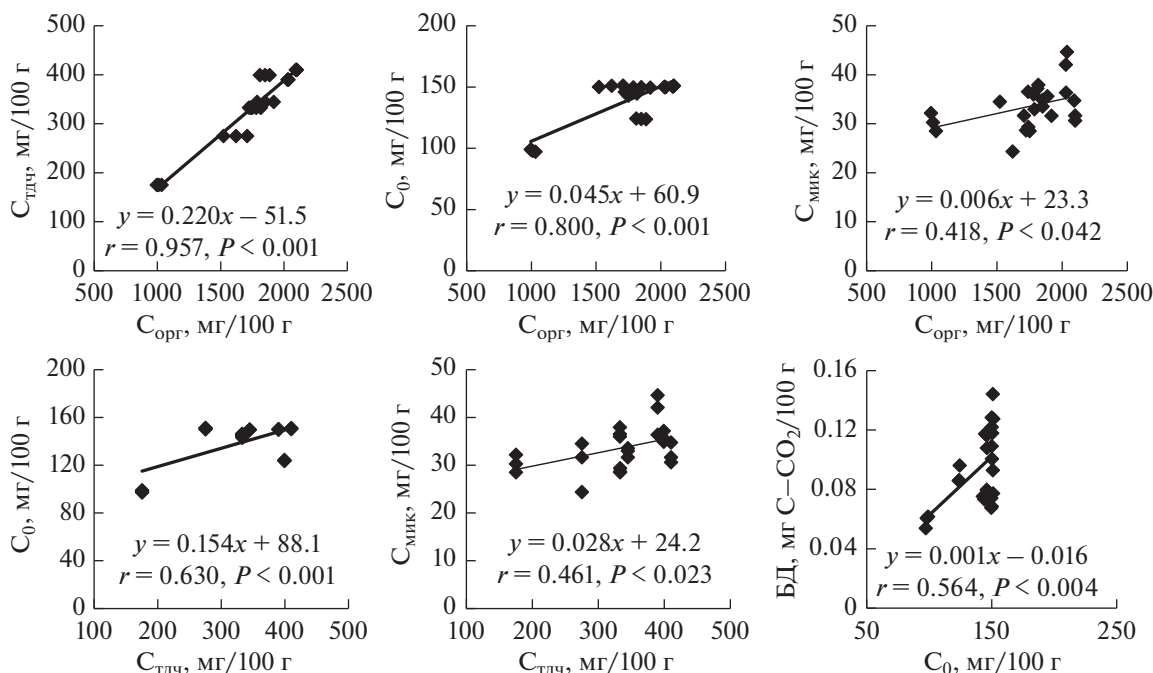 500
400
300
200
100
0
C_тдч, мг/100 г
y = 0.220x − 51.5
r = 0.957, P < 0.001
500 1000 1500 2000 2500
C_орг, мг/100 г
200
150
100
50
0
C_0, мг/100 г
y = 0.045x + 60.9
r = 0.800, P < 0.001
500 1000 1500 2000 2500
C_орг, мг/100 г
50
40
30
20
10
0
C_мик, мг/100 г
y = 0.006x + 23.3
r = 0.418, P < 0.042
500 1000 1500 2000 2500
C_орг, мг/100 г
200
160
120
80
40
0
C_0, мг/100 г
y = 0.154x + 88.1
r = 0.630, P < 0.001
100 200 300 400 500
C_тдч, мг/100 г
50
40
30
20
10
0
C_мик, мг/100 г
y = 0.028x + 24.2
r = 0.461, P < 0.023
100 200 300 400 500
C_тдч, мг/100 г
0.16
0.12
0.08
0.04
0
БД, мг C–CO₂/100 г
y = 0.001x − 0.016
r = 0.564, P < 0.004
50 150 250
C_0, мг/100 г